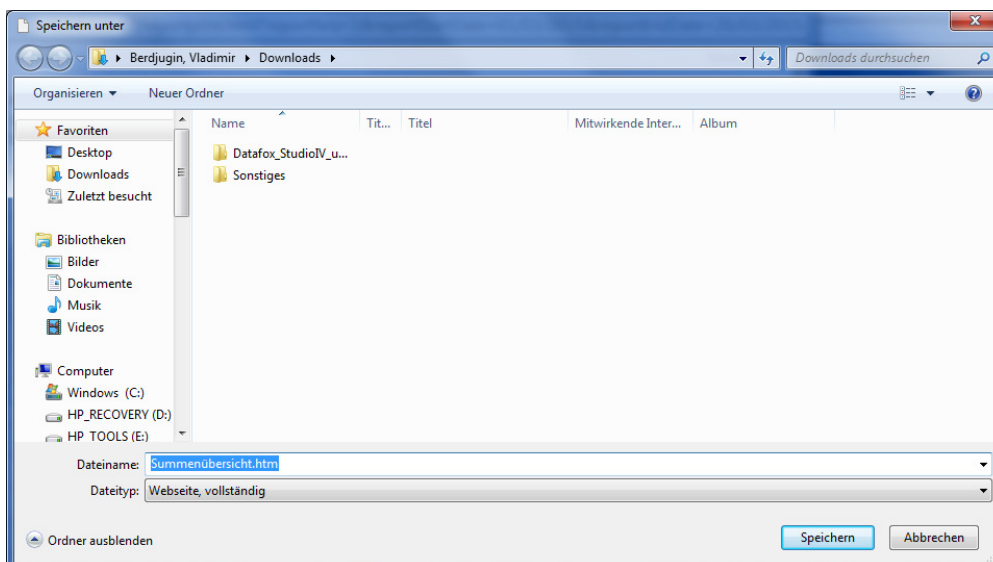 Speichern unter
Berdjugin, Vladimir Downloads
Downloads durchsuchen
Organisieren Neuer Ordner
Name Tit... Titel Mitwirkende Inter... Album
Favoriten
Desktop
Downloads
Zuletzt besucht
Bibliotheken
Bilder
Dokumente
Musik
Videos
Computer
Windows (C:)
HP_RECOVERY (D:)
HP_TOOLS (E:)
Datafox_StudioIV_u...
Sonstiges
Dateiname: Summenübersicht.htm
Dateityp: Webseite, vollständig
Ordner ausblenden
Speichern Abbrechen